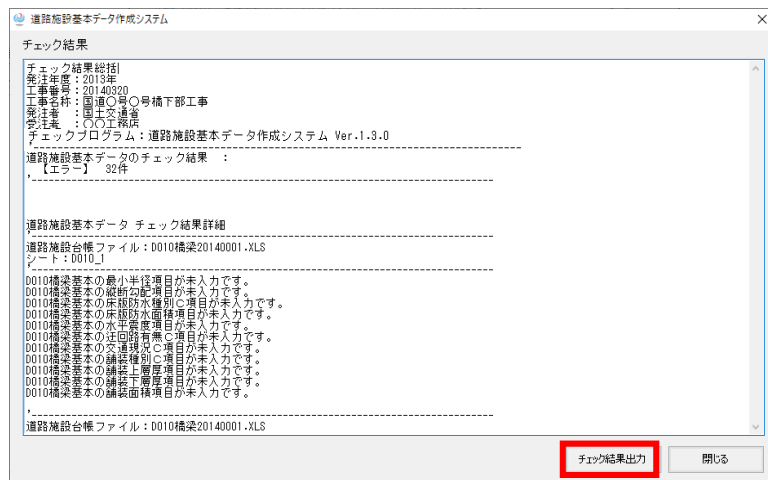 道路施設基本データ作成システム
チェック結果
チェック結果総括
発注年度：2013年
工事番号：20140320
工事名称：国道〇号〇号橋下部工事
発注者　：国土交通省
受注者　：〇〇工務店
チェックプログラム：道路施設基本データ作成システム Ver.1.3.0
'-----------------------------------------------------------------------
道路施設基本データのチェック結果　：
【エラー】　32件
'-------------------------------------------------------------------
道路施設基本データ チェック結果詳細
'-------------------------------------------------------------------
道路施設台帳ファイル：D010橋梁20140001.XLS
シート：D010_1
'-------------------------------------------------------------------
D010橋梁基本の最小半径項目が未入力です。
D010橋梁基本の縦断勾配項目が未入力です。
D010橋梁基本の床版防水種別Ｃ項目が未入力です。
D010橋梁基本の床版防水面積項目が未入力です。
D010橋梁基本の水平震度項目が未入力です。
D010橋梁基本の迂回路有無Ｃ項目が未入力です。
D010橋梁基本の交通現況Ｃ項目が未入力です。
D010橋梁基本の舗装種別Ｃ項目が未入力です。
D010橋梁基本の舗装上層厚項目が未入力です。
D010橋梁基本の舗装下層厚項目が未入力です。
D010橋梁基本の舗装面積項目が未入力です。
'-------------------------------------------------------------------
道路施設台帳ファイル：D010橋梁20140001.XLS
チェック結果出力
閉じる